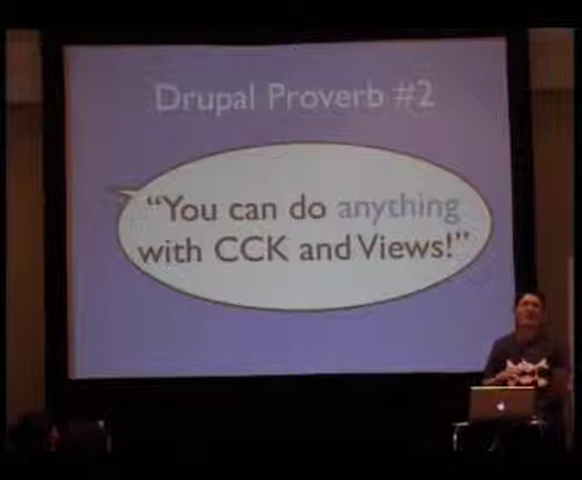 Drupal Proverb #2
“You can do anything
with CCK and Views!”